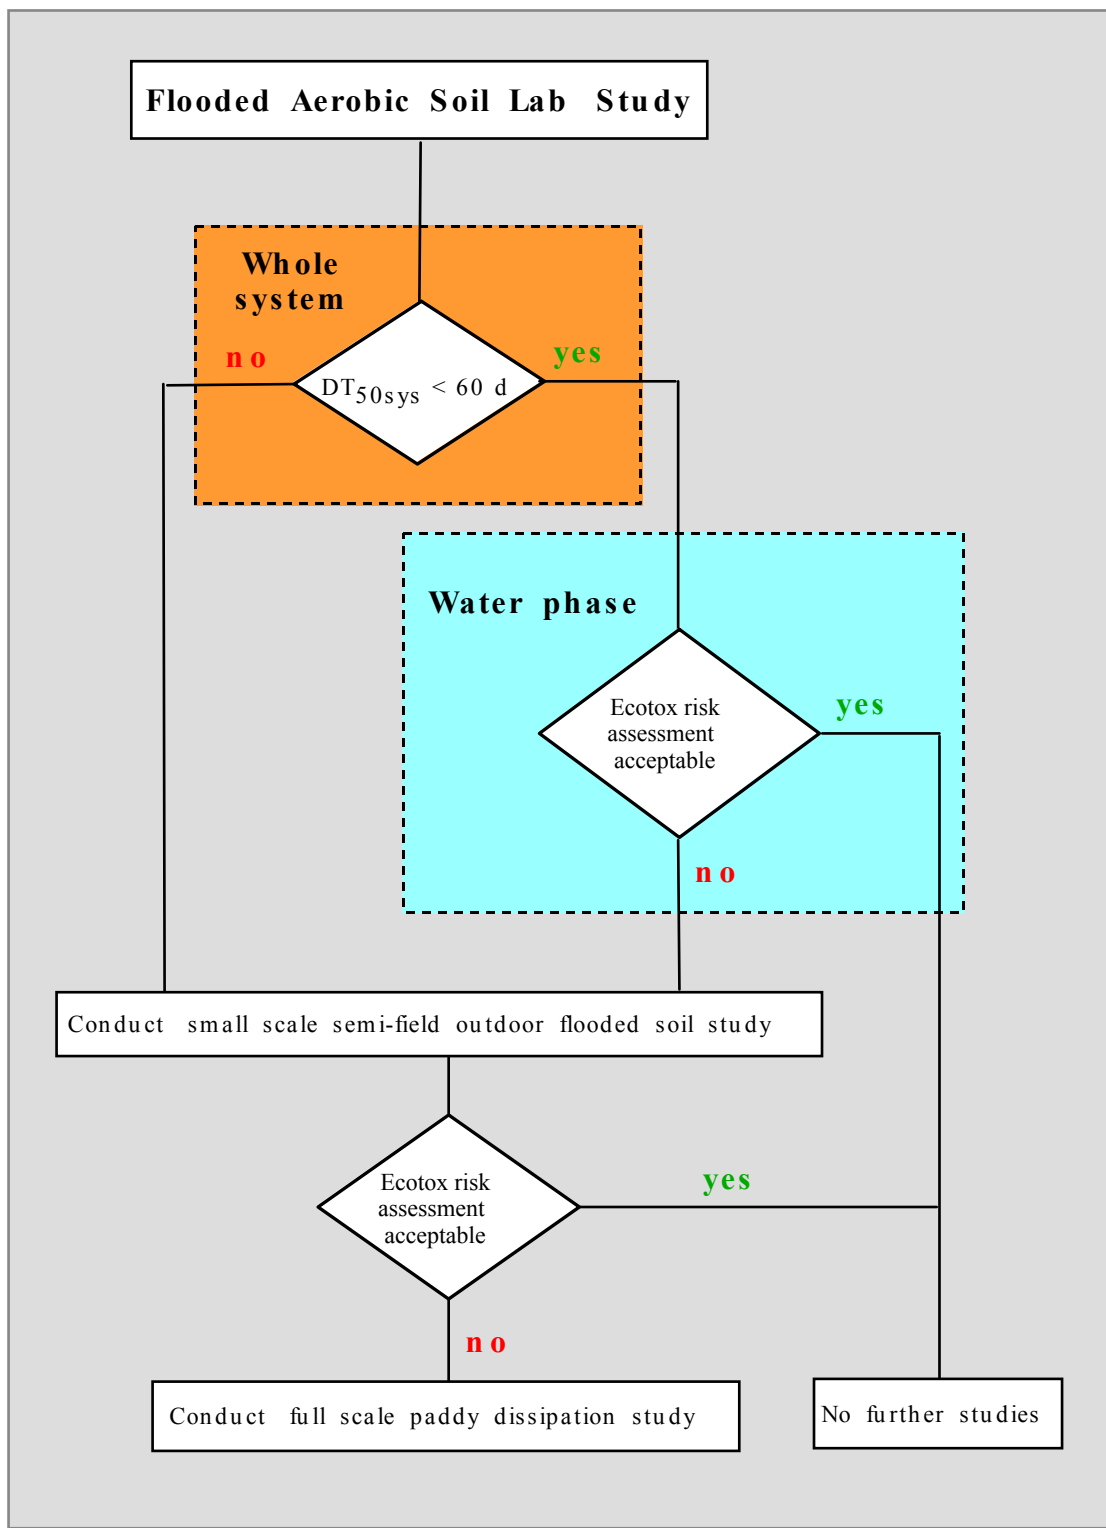 Flooded Aerobic Soil Lab Study
Whole
system
no
yes
DT50sys < 60 d
Water phase
Ecotox risk
assessment
acceptable
yes
no
Conduct small scale semi-field outdoor flooded soil study
Ecotox risk
assessment
acceptable
yes
no
Conduct full scale paddy dissipation study
No further studies